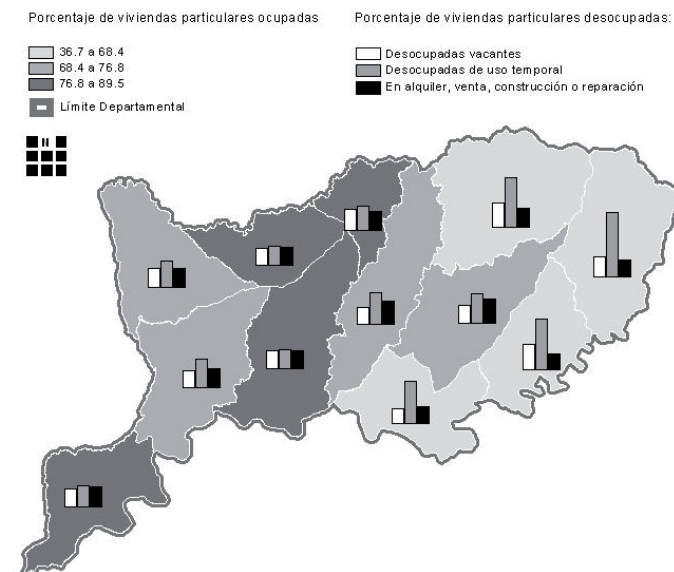 Porcentaje de viviendas particulares ocupadas
36.7 a 68.4
68.4 a 76.8
76.8 a 89.5
Límite Departamental
Porcentaje de viviendas particulares desocupadas:
Desocupadas vacantes
Desocupadas de uso temporal
En alquiler, venta, construcción o reparación